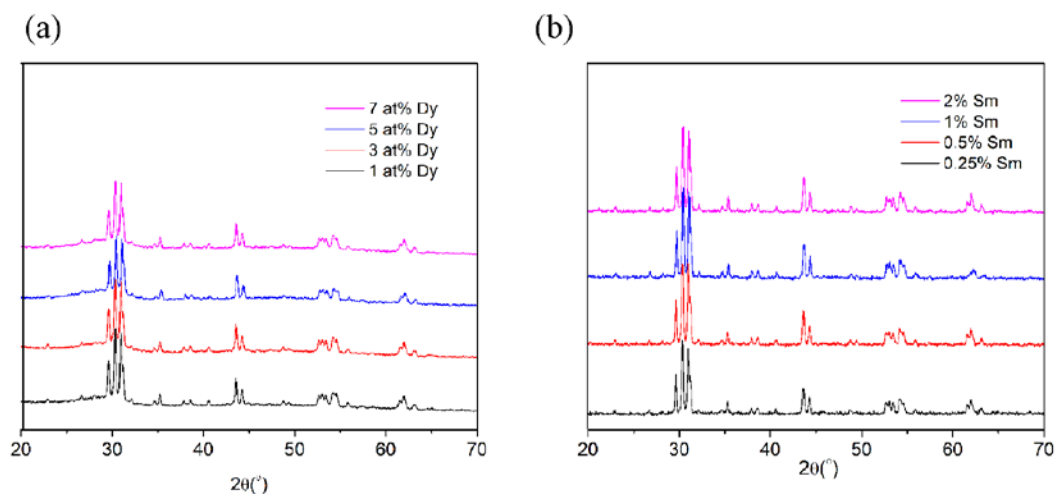 (a)
7 at% Dy
5 at% Dy
3 at% Dy
1 at% Dy
20 30 40 50 60 70
2θ(°)
(b)
2% Sm
1% Sm
0.5% Sm
0.25% Sm
20 30 40 50 60 70
2θ(°)